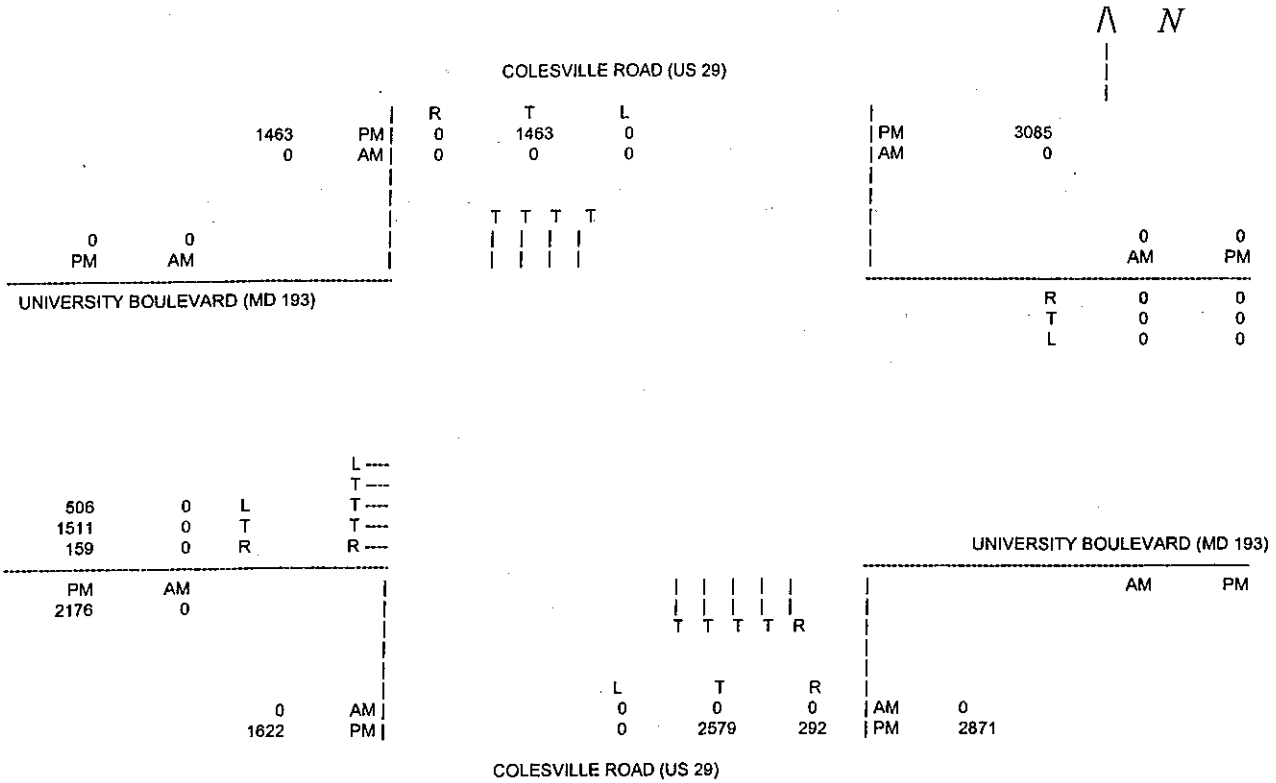 Λ N
COLESVILLE ROAD (US 29)
R T L
1463 PM 0 1463 0 PM 3085
0 AM 0 0 0 AM 0
T T T T
0 0 0 0
PM AM AM PM
UNIVERSITY BOULEVARD (MD 193)
R 0 0
T 0 0
L 0 0
L
T
506 0 L T
1511 0 T T
159 0 R R
UNIVERSITY BOULEVARD (MD 193)
PM AM AM PM
2176 0
T T T T R
L T R
0 AM 0 0 0 AM 0
1622 PM 0 2579 292 PM 2871
COLESVILLE ROAD (US 29)